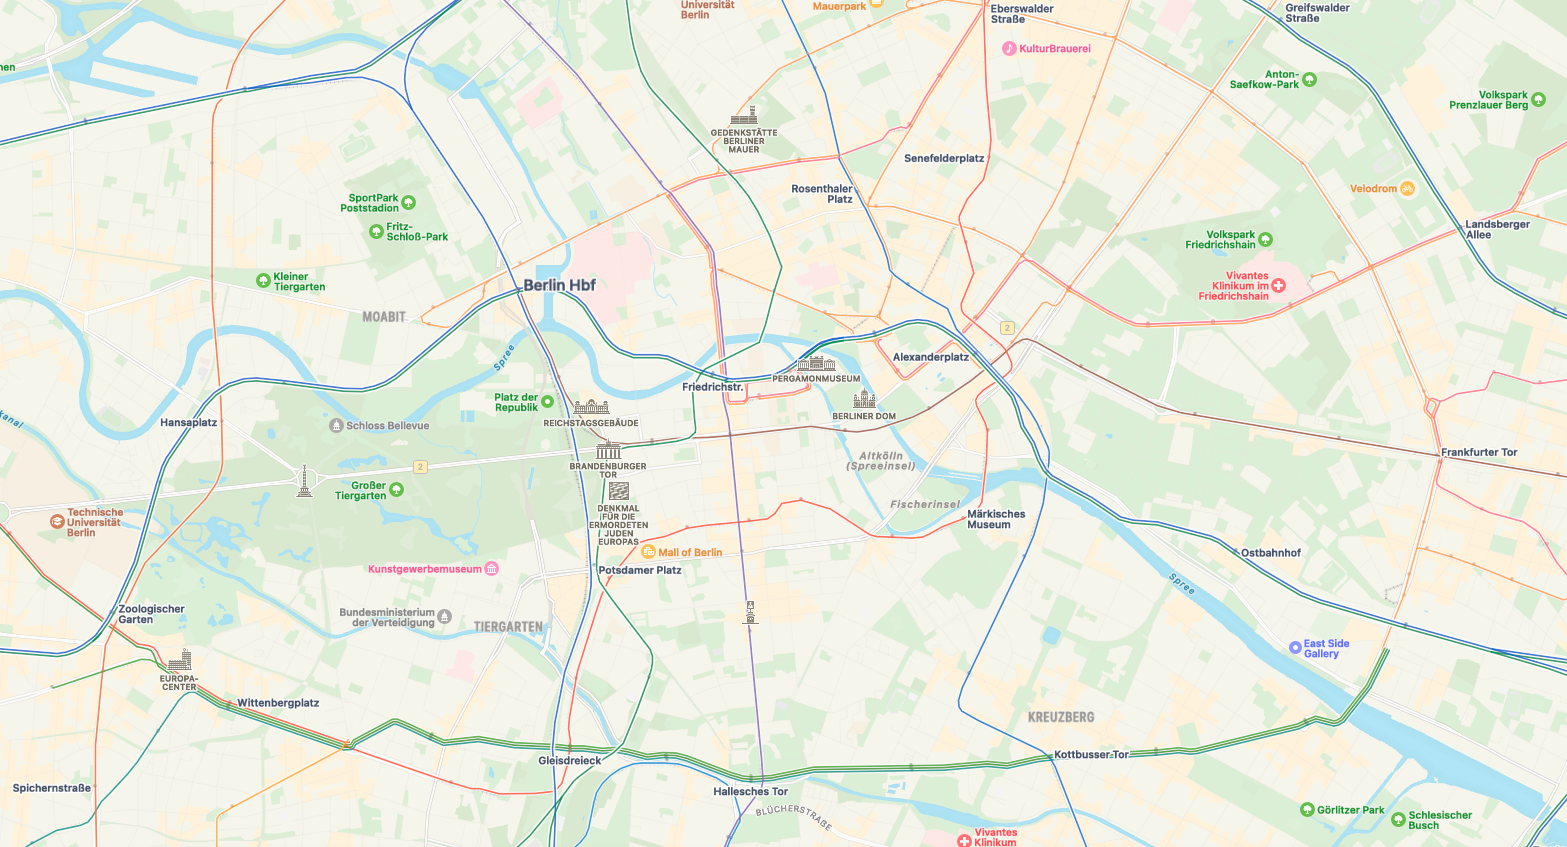 Universität
Berlin
Mauerpark
Eberswalder
Straße
Greifswalder
Straße
KulturBrauerei
nen
Anton-
Saefkow-Park
Volkspark
Prenzlauer Berg
GEDENKSTÄTTE
BERLINER
MAUER
Senefelderplatz
Rosenthaler
Platz
Velodrom
SportPark
Poststadion
Fritz-
Schloß-Park
Landsberger
Allee
Volkspark
Friedrichshain
Kleiner
Tiergarten
Berlin Hbf
Vivantes
Klinikum im
Friedrichshain
MOABIT
2
Spree
Alexanderplatz
PERGAMONMUSEUM
Friedrichstr.
Platz der
Republik
REICHSTAGSGEBÄUDE
BERLINER DOM
kanal
Hansaplatz
Schloss Bellevue
Altkölln
(Spreeinsel)
Frankfurter Tor
2
BRANDENBURGER
TOR
Großer
Tiergarten
Fischerinsel
Technische
Universität
Berlin
DENKMAL
FÜR DIE
ERMORDETEN
JUDEN
EUROPAS
Märkisches
Museum
Mall of Berlin
Ostbahnhof
Kunstgewerbemuseum
Potsdamer Platz
Spree
Zoologischer
Garten
Bundesministerium
der Verteidigung
TIERGARTEN
East Side
Gallery
EUROPA-
CENTER
Wittenbergplatz
KREUZBERG
Gleisdreieck
Kottbusser Tor
Spichernstraße
Hallesches Tor
BLÜCHERSTRAßE
Görlitzer Park
Schlesischer
Busch
Vivantes
Klinikum